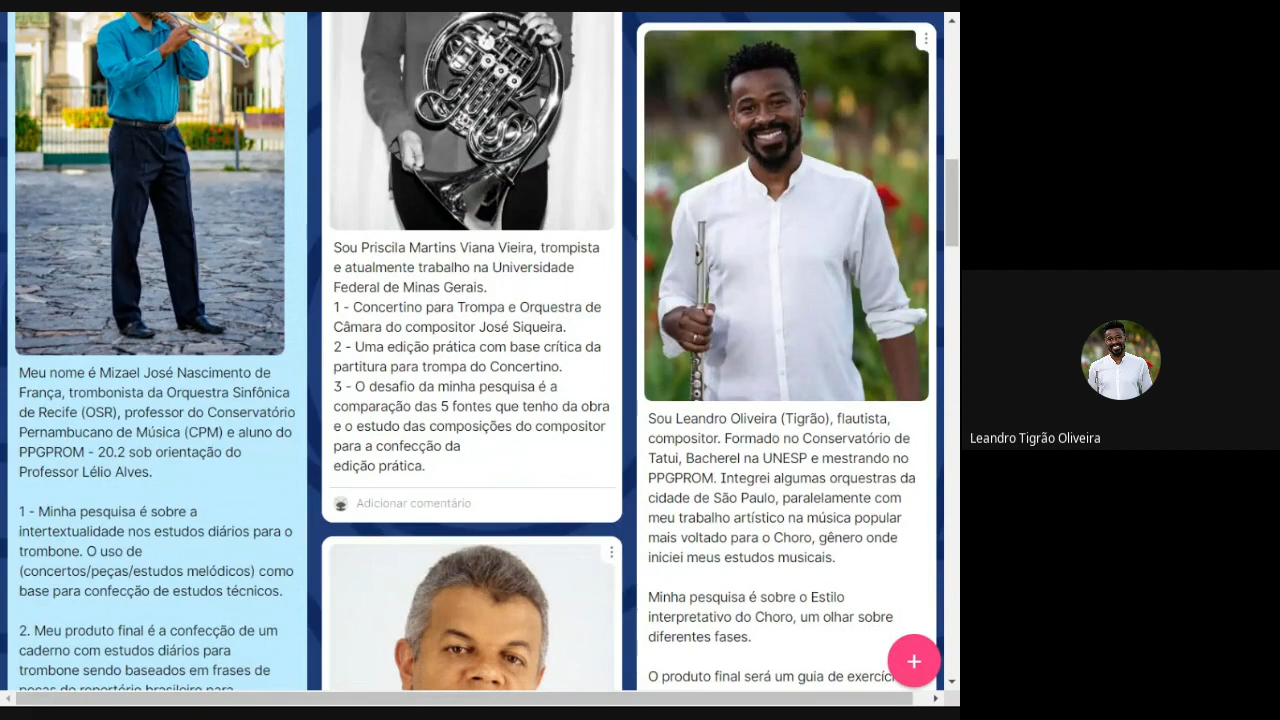 Meu nome é Mizael José Nascimento de
França, trombonista da Orquestra Sinfônica
de Recife (OSR), professor do Conservatório
Pernambucano de Música (CPM) e aluno do
PPGPROM - 20.2 sob orientação do
Professor Lélio Alves.
1 - Minha pesquisa é sobre a
intertextualidade nos estudos diários para o
trombone. O uso de
(concertos/peças/estudos melódicos) como
base para confecção de estudos técnicos.
2. Meu produto final é a confecção de um
caderno com estudos diários para
trombone sendo baseados em frases de
peças do repertório brasileiro para
Sou Priscila Martins Viana Vieira, trompista
e atualmente trabalho na Universidade
Federal de Minas Gerais.
1 - Concertino para Trompa e Orquestra de
Câmara do compositor José Siqueira.
2 - Uma edição prática com base crítica da
partitura para trompa do Concertino.
3 - O desafio da minha pesquisa é a
comparação das 5 fontes que tenho da obra
e o estudo das composições do compositor
para a confecção da
edição prática.
Adicionar comentário
Sou Leandro Oliveira (Tigrão), flautista,
compositor. Formado no Conservatório de
Tatui, Bacherel na UNESP e mestrando no
PPGPROM. Integrei algumas orquestras da
cidade de São Paulo, paralelamente com
meu trabalho artístico na música popular
mais voltado para o Choro, gênero onde
iniciei meus estudos musicais.
Minha pesquisa é sobre o Estilo
interpretativo do Choro, um olhar sobre
diferentes fases.
O produto final será um guia de
Leandro Tigrão Oliveira